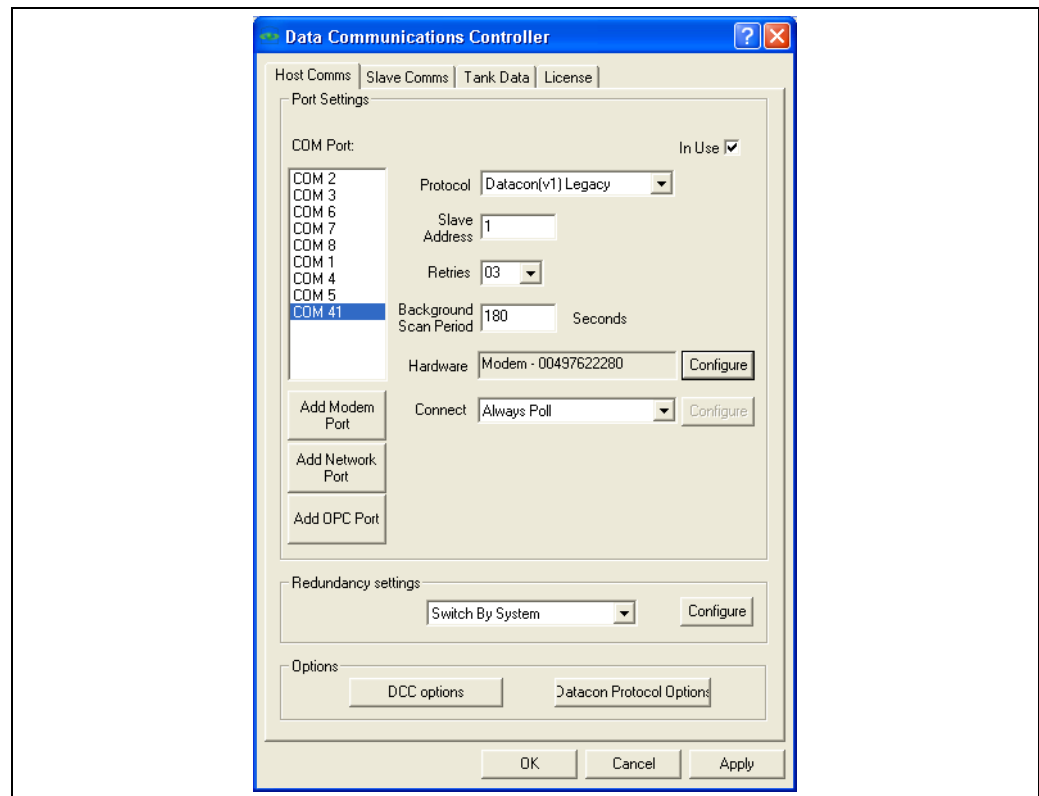 Data Communications Controller
Host Comms Slave Comms Tank Data License
Port Settings
COM Port:
In Use
COM 2
COM 3
COM 6
COM 7
COM 8
COM 1
COM 4
COM 5
COM 41
Protocol Datacon(v1) Legacy
Slave
Address 1
Retries 03
Background
Scan Period 180 Seconds
Hardware Modem - 00497622280 Configure
Connect Always Poll Configure
Add Modem
Port
Add Network
Port
Add OPC Port
Redundancy settings
Switch By System Configure
Options
DCC options Datacon Protocol Options
OK Cancel Apply